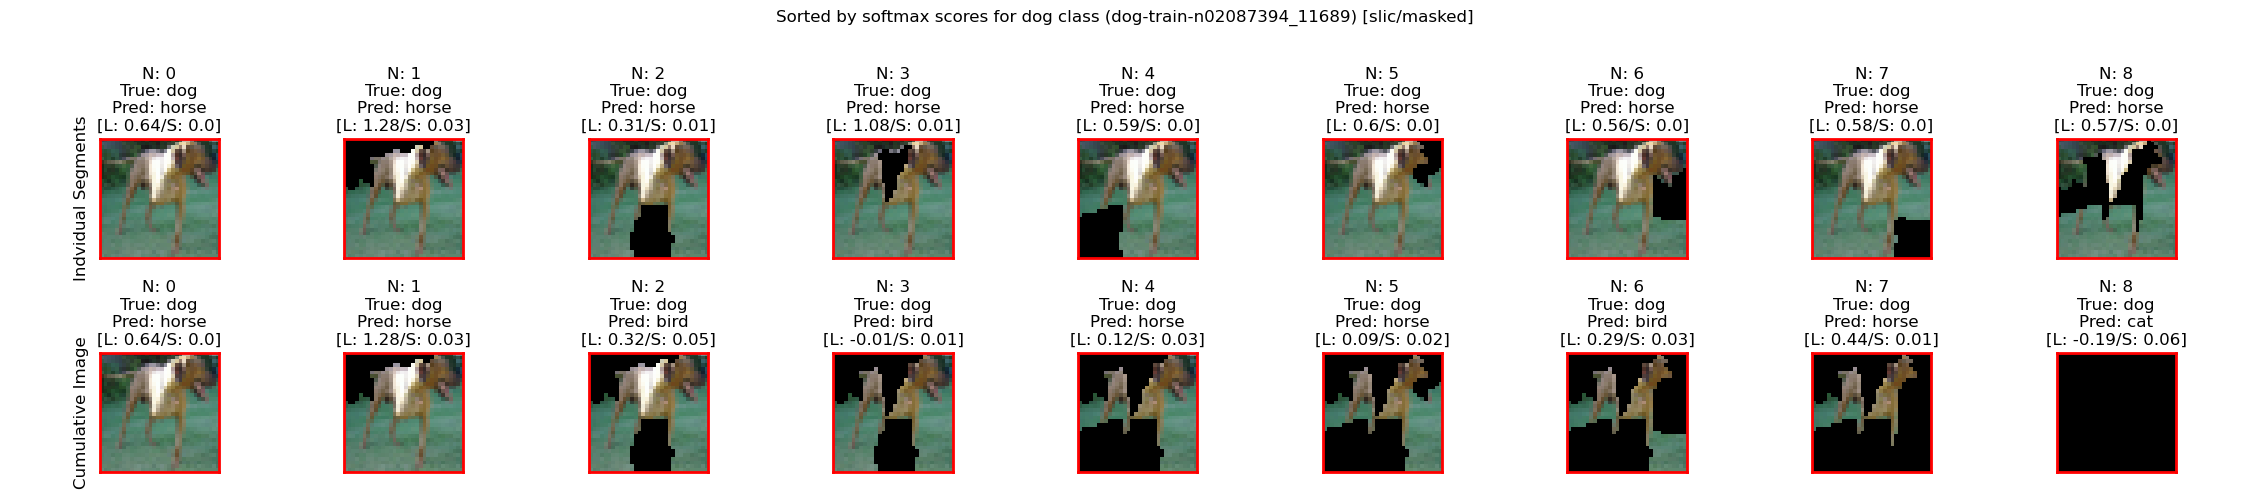 Sorted by softmax scores for dog class (dog-train-n02087394_11689) [slic/masked]
Indvidual Segments
N: 0
True: dog
Pred: horse
[L: 0.64/S: 0.0]
N: 1
True: dog
Pred: horse
[L: 1.28/S: 0.03]
N: 2
True: dog
Pred: horse
[L: 0.31/S: 0.01]
N: 3
True: dog
Pred: horse
[L: 1.08/S: 0.01]
N: 4
True: dog
Pred: horse
[L: 0.59/S: 0.0]
N: 5
True: dog
Pred: horse
[L: 0.6/S: 0.0]
N: 6
True: dog
Pred: horse
[L: 0.56/S: 0.0]
N: 7
True: dog
Pred: horse
[L: 0.58/S: 0.0]
N: 8
True: dog
Pred: horse
[L: 0.57/S: 0.0]
Cumulative Image
N: 0
True: dog
Pred: horse
[L: 0.64/S: 0.0]
N: 1
True: dog
Pred: horse
[L: 1.28/S: 0.03]
N: 2
True: dog
Pred: bird
[L: 0.32/S: 0.05]
N: 3
True: dog
Pred: bird
[L: -0.01/S: 0.01]
N: 4
True: dog
Pred: horse
[L: 0.12/S: 0.03]
N: 5
True: dog
Pred: horse
[L: 0.09/S: 0.02]
N: 6
True: dog
Pred: bird
[L: 0.29/S: 0.03]
N: 7
True: dog
Pred: horse
[L: 0.44/S: 0.01]
N: 8
True: dog
Pred: cat
[L: -0.19/S: 0.06]